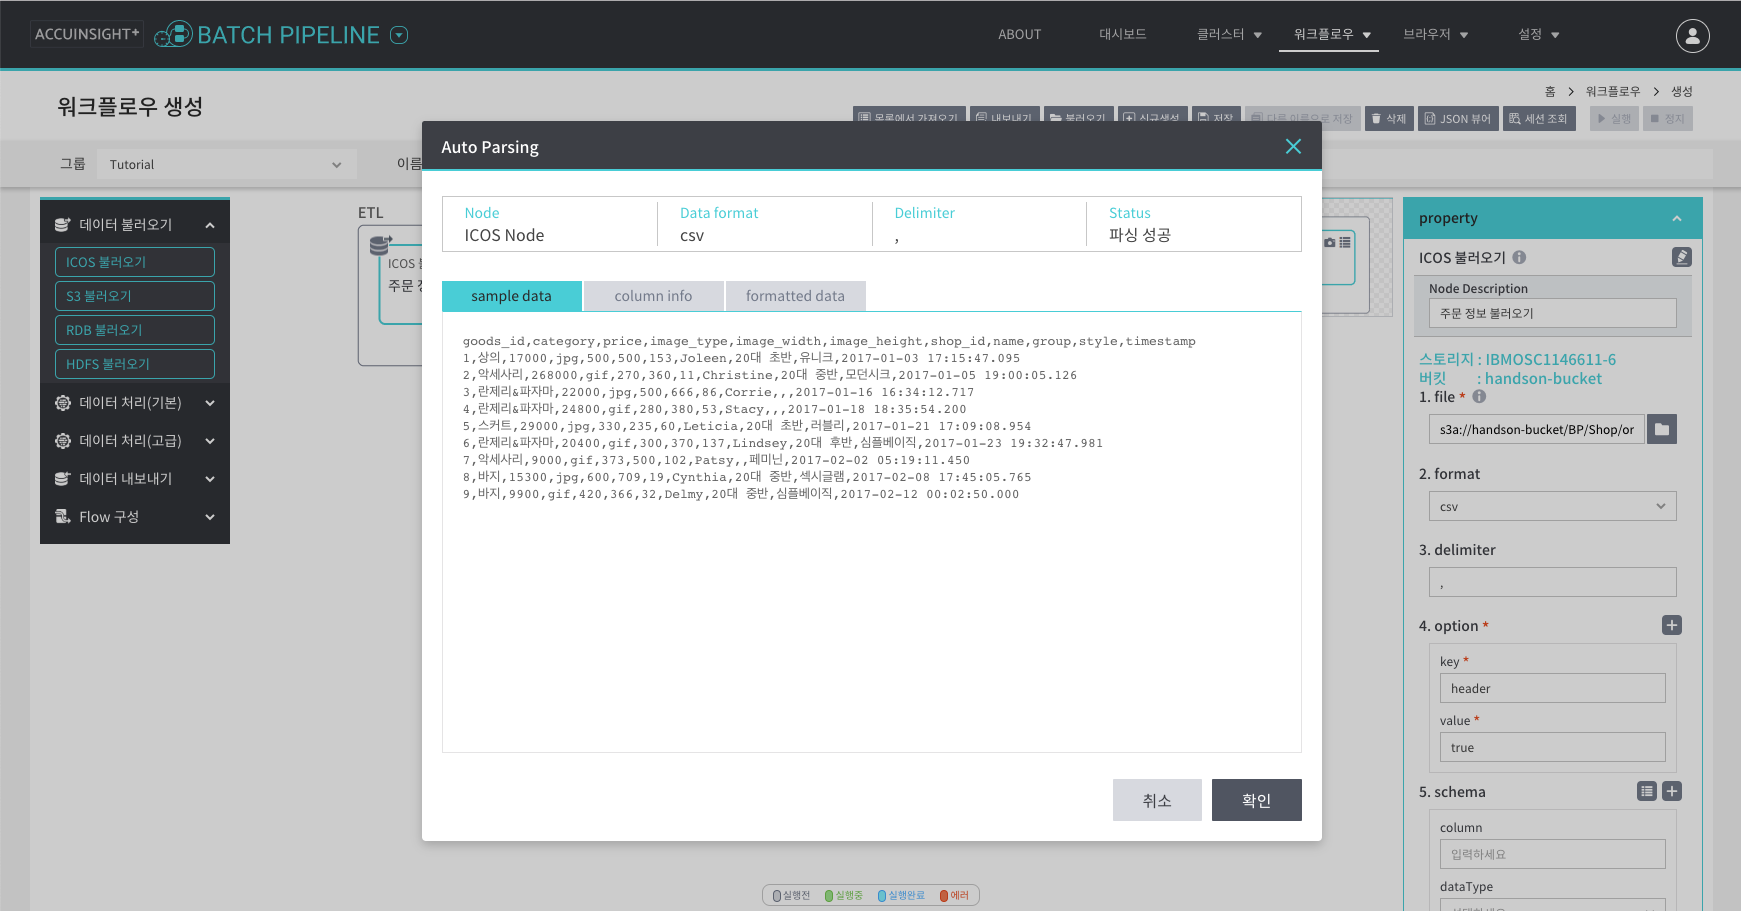 ACCUINSIGHT+ BATCH PIPELINE
ABOUT 대시보드 클러스터 워크플로우 브라우저 설정
워크플로우 생성
홈 > 워크플로우 > 생성
목록에서 가져오기 내보내기 불러오기 신규생성 저장 다른 이름으로 저장 삭제 JSON 뷰어 세션 조회 실행 정지
그룹 Tutorial 이름
데이터 불러오기
ICOS 불러오기
S3 불러오기
RDB 불러오기
HDFS 불러오기
데이터 처리(기본)
데이터 처리(고급)
데이터 내보내기
Flow 구성
ETL
ICOS
주문
Auto Parsing
Node Data format Delimiter Status
ICOS Node csv , 파싱 성공
sample data column info formatted data
goods_id,category,price,image_type,image_width,image_height,shop_id,name,group,style,timestamp
1,상의,17000,jpg,500,500,153,Joleen,20대 초반,유니크,2017-01-03 17:15:47.095
2,악세사리,268000,gif,270,360,11,Christine,20대 중반,모던시크,2017-01-05 19:00:05.126
3,란제리&파자마,22000,jpg,500,666,86,Corrie,,,2017-01-16 16:34:12.717
4,란제리&파자마,24800,gif,280,380,53,Stacy,,,2017-01-18 18:35:54.200
5,스커트,29000,jpg,330,235,60,Leticia,20대 초반,러블리,2017-01-21 17:09:08.954
6,란제리&파자마,20400,gif,300,370,137,Lindsey,20대 후반,심플베이직,2017-01-23 19:32:47.981
7,악세사리,9000,gif,373,500,102,Patsy,,페미닌,2017-02-02 05:19:11.450
8,바지,15300,jpg,600,709,19,Cynthia,20대 중반,섹시글램,2017-02-08 17:45:05.765
9,바지,9900,gif,420,366,32,Delmy,20대 중반,심플베이직,2017-02-12 00:02:50.000
취소 확인
property
ICOS 불러오기
Node Description
주문 정보 불러오기
스토리지 : IBMOSC1146611-6
버킷 : handson-bucket
1. file *
s3a://handson-bucket/BP/Shop/or
2. format
csv
3. delimiter
,
4. option *
key *
header
value *
true
5. schema
column
입력하세요
dataType
실행전 실행중 실행완료 에러